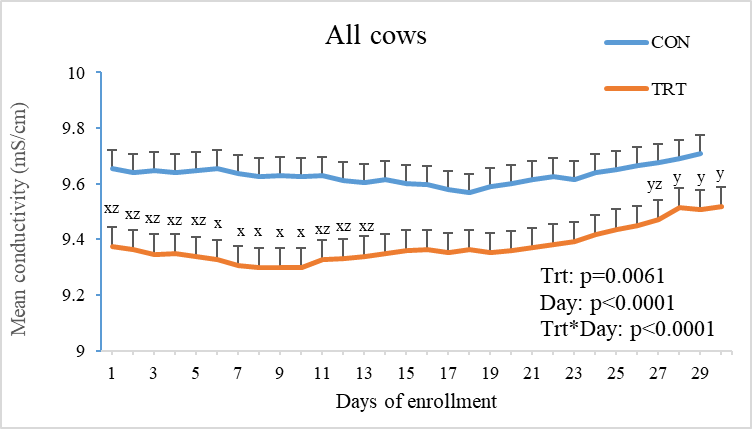 All cows
CON
TRT
Mean conductivity (mS/cm)
10
9.8
9.6
9.4
9.2
9
xz xz xz xz xz x x x x x xz xz xz yz y y y
Trt: p=0.0061
Day: p<0.0001
Trt*Day: p<0.0001
1 3 5 7 9 11 13 15 17 19 21 23 25 27 29
Days of enrollment